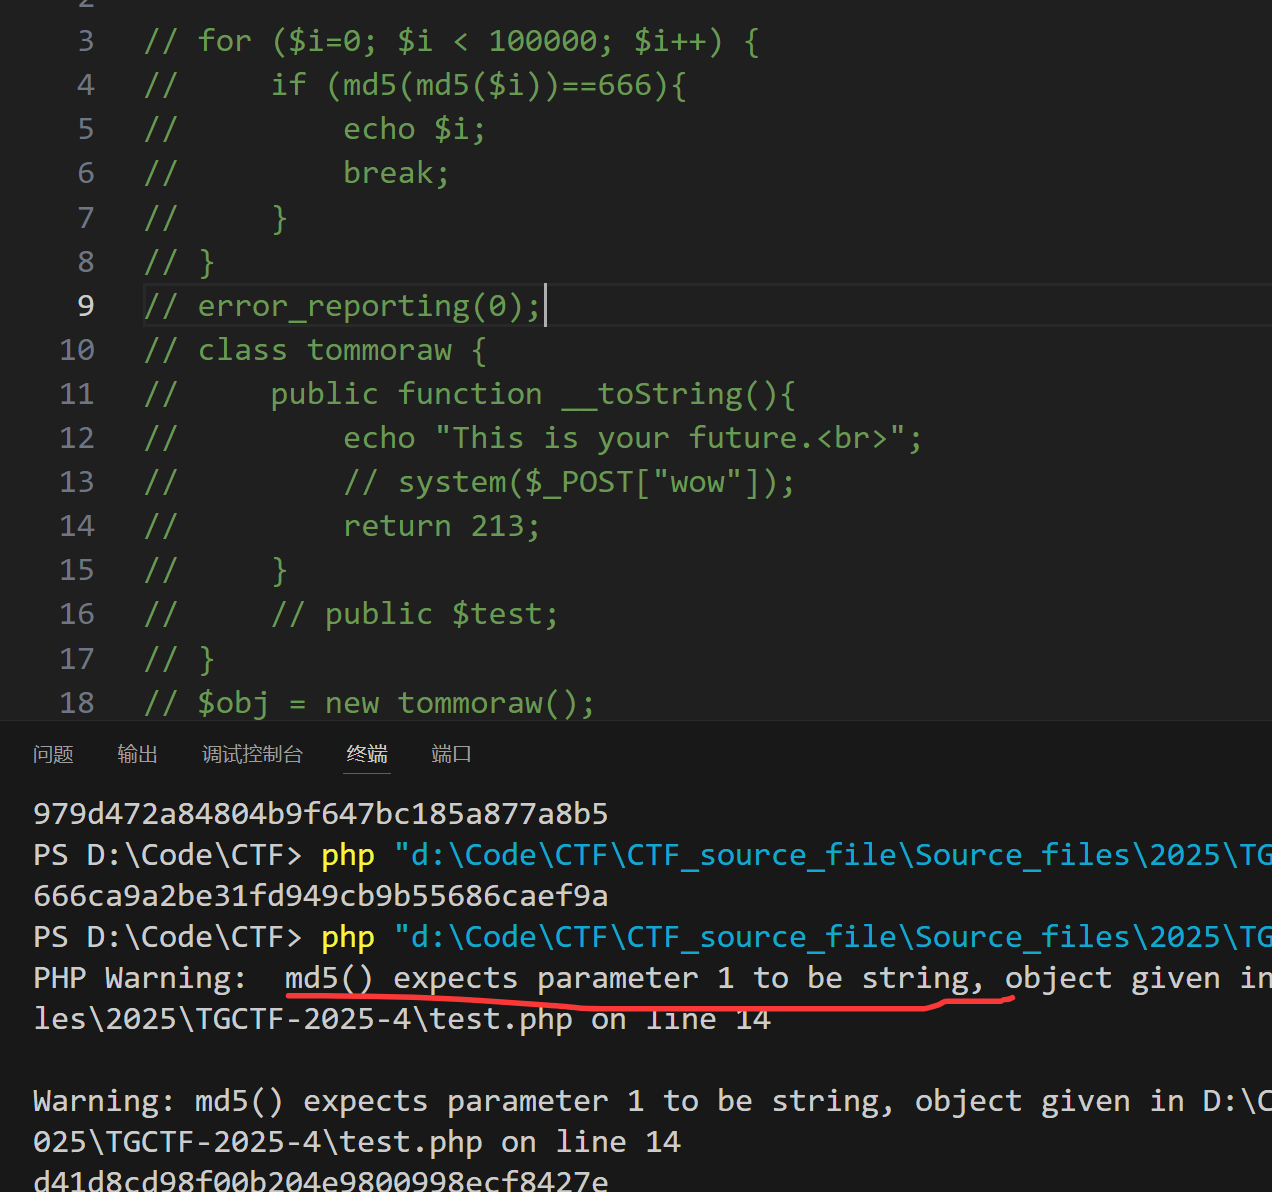 3 // for ($i=0; $i < 100000; $i++) {
4 //     if (md5(md5($i))==666){
5 //         echo $i;
6 //         break;
7 //     }
8 // }
9 // error_reporting(0);
10 // class tommoraw {
11 //     public function __toString(){
12 //         echo "This is your future.<br>";
13 //         // system($_POST["wow"]);
14 //         return 213;
15 //     }
16 //     // public $test;
17 // }
18 // $obj = new tommoraw();
问题 输出 调试控制台 终端 端口
979d472a84804b9f647bc185a877a8b5
PS D:\Code\CTF> php "d:\Code\CTF\CTF_source_file\Source_files\2025\TG
666ca9a2be31fd949cb9b55686caef9a
PS D:\Code\CTF> php "d:\Code\CTF\CTF_source_file\Source_files\2025\TG
PHP Warning:  md5() expects parameter 1 to be string, object given in
les\2025\TGCTF-2025-4\test.php on line 14
Warning: md5() expects parameter 1 to be string, object given in D:\C
025\TGCTF-2025-4\test.php on line 14
d41d8cd98f00b204e9800998ecf8427e